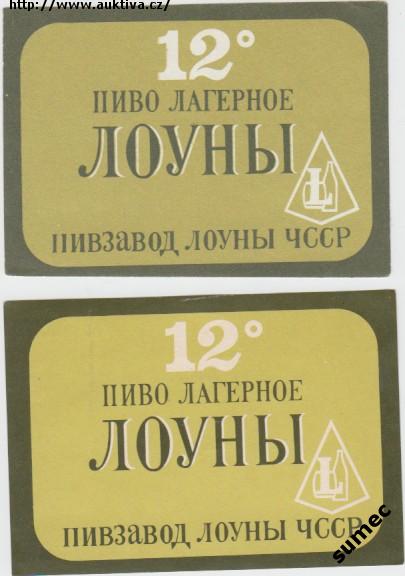 http://www.auktiva.cz/
12°
ПИВО ЛАГЕРНОЕ
ЛОУНЫ
Ł
ПИВЗАВОД ЛОУНЫ ЧССР
12°
ПИВО ЛАГЕРНОЕ
ЛОУНЫ
Ł
ПИВЗАВОД ЛОУНЫ ЧССР
sumec